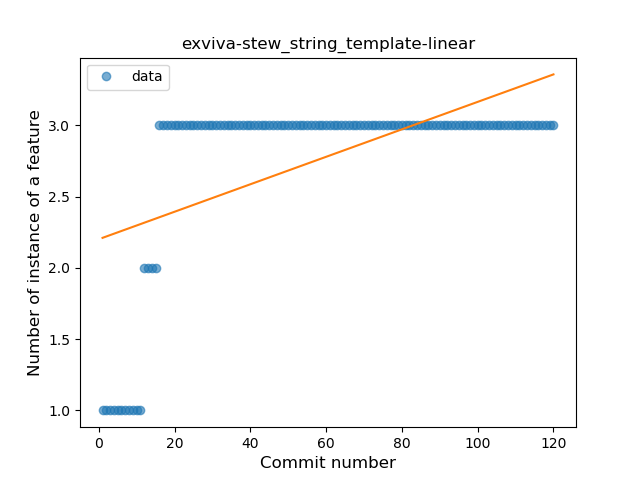 exviva-stew_string_template-linear
data
Number of instance of a feature
3.0
2.5
2.0
1.5
1.0
0 20 40 60 80 100 120
Commit number